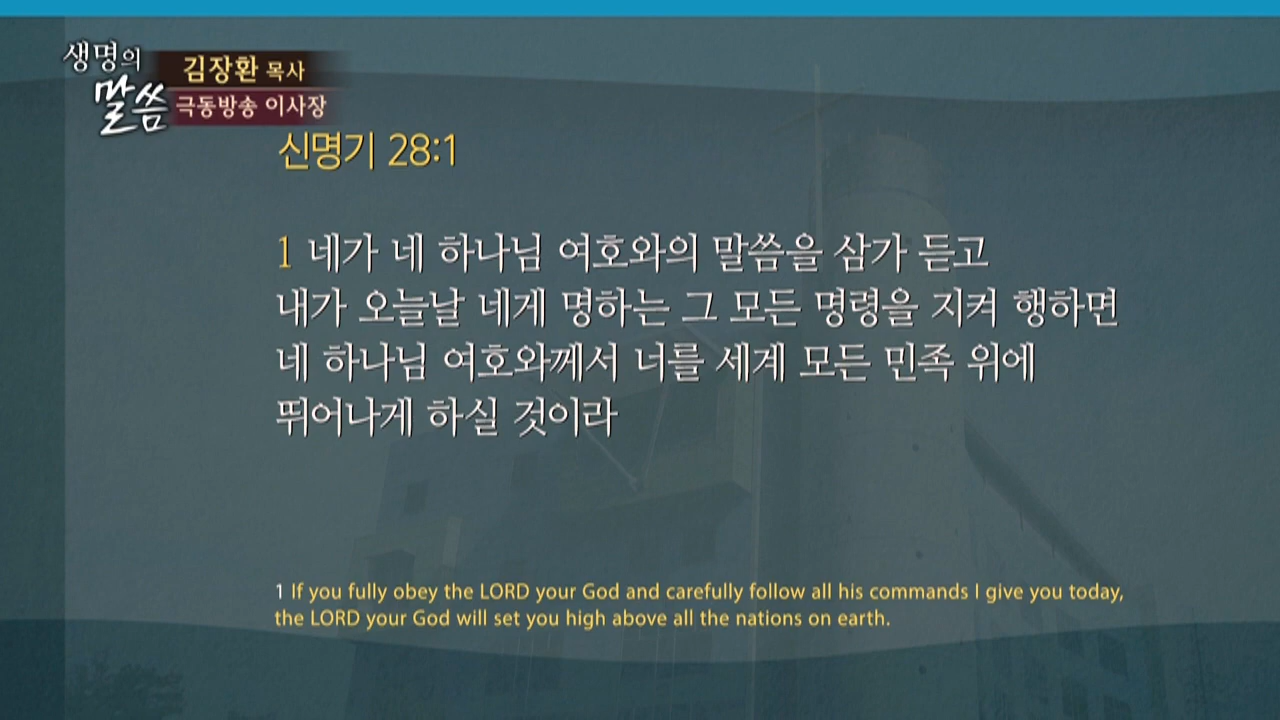 생명의
말씀
김장환 목사
극동방송 이사장
신명기 28:1
1 네가 네 하나님 여호와의 말씀을 삼가 듣고
내가 오늘날 네게 명하는 그 모든 명령을 지켜 행하면
네 하나님 여호와께서 너를 세계 모든 민족 위에
뛰어나게 하실 것이라
1 If you fully obey the LORD your God and carefully follow all his commands I give you today,
the LORD your God will set you high above all the nations on earth.